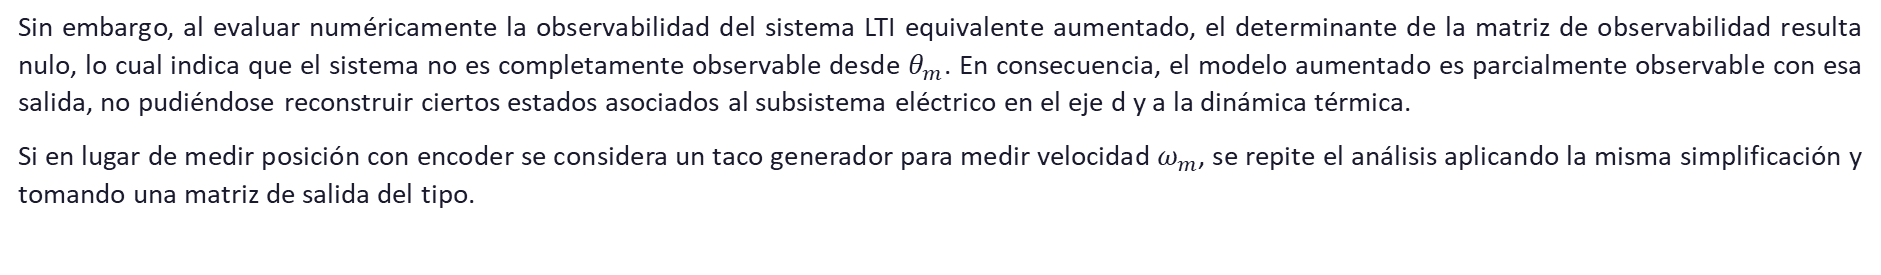 Sin embargo, al evaluar numéricamente la observabilidad del sistema LTI equivalente aumentado, el determinante de la matriz de observabilidad resulta
nulo, lo cual indica que el sistema no es completamente observable desde θₘ. En consecuencia, el modelo aumentado es parcialmente observable con esa
salida, no pudiéndose reconstruir ciertos estados asociados al subsistema eléctrico en el eje d y a la dinámica térmica.
Si en lugar de medir posición con encoder se considera un taco generador para medir velocidad ωₘ, se repite el análisis aplicando la misma simplificación y
tomando una matriz de salida del tipo.